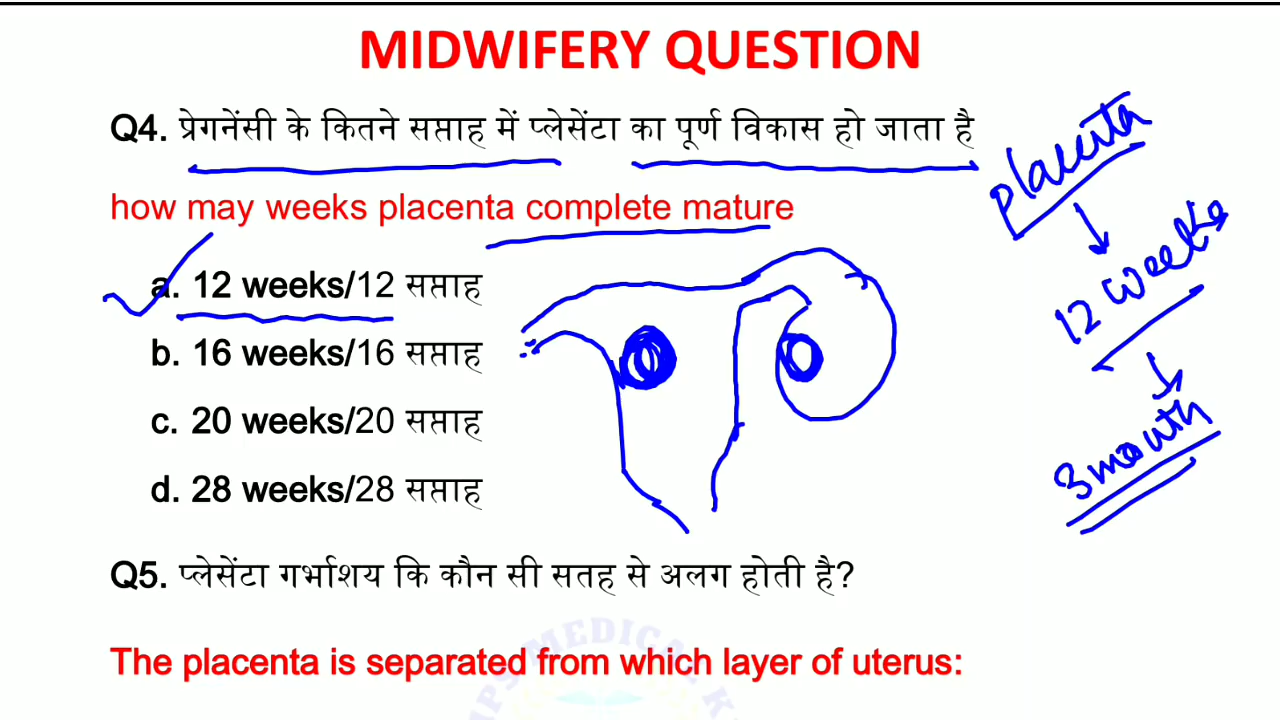 MIDWIFERY QUESTION
Q4. प्रेगनेंसी के कितने सप्ताह में प्लेसेंटा का पूर्ण विकास हो जाता है
how may weeks placenta complete mature
a. 12 weeks/12 सप्ताह
b. 16 weeks/16 सप्ताह
c. 20 weeks/20 सप्ताह
d. 28 weeks/28 सप्ताह
placenta
12 weeks
3 month
Q5. प्लेसेंटा गर्भाशय कि कौन सी सतह से अलग होती है?
The placenta is separated from which layer of uterus:
MEDICAL